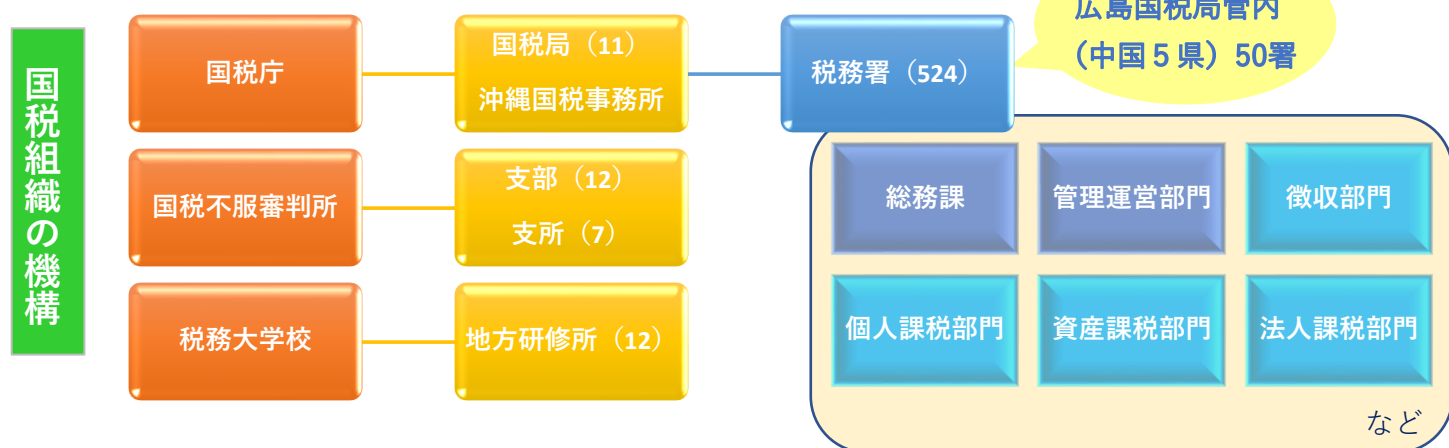 国税組織の機構
国税庁
国税局（11）
沖縄国税事務所
税務署（524）
広島国税局管内
（中国５県）50署
国税不服審判所
支部（12）
支所（7）
税務大学校
地方研修所（12）
総務課
管理運営部門
徴収部門
個人課税部門
資産課税部門
法人課税部門
など